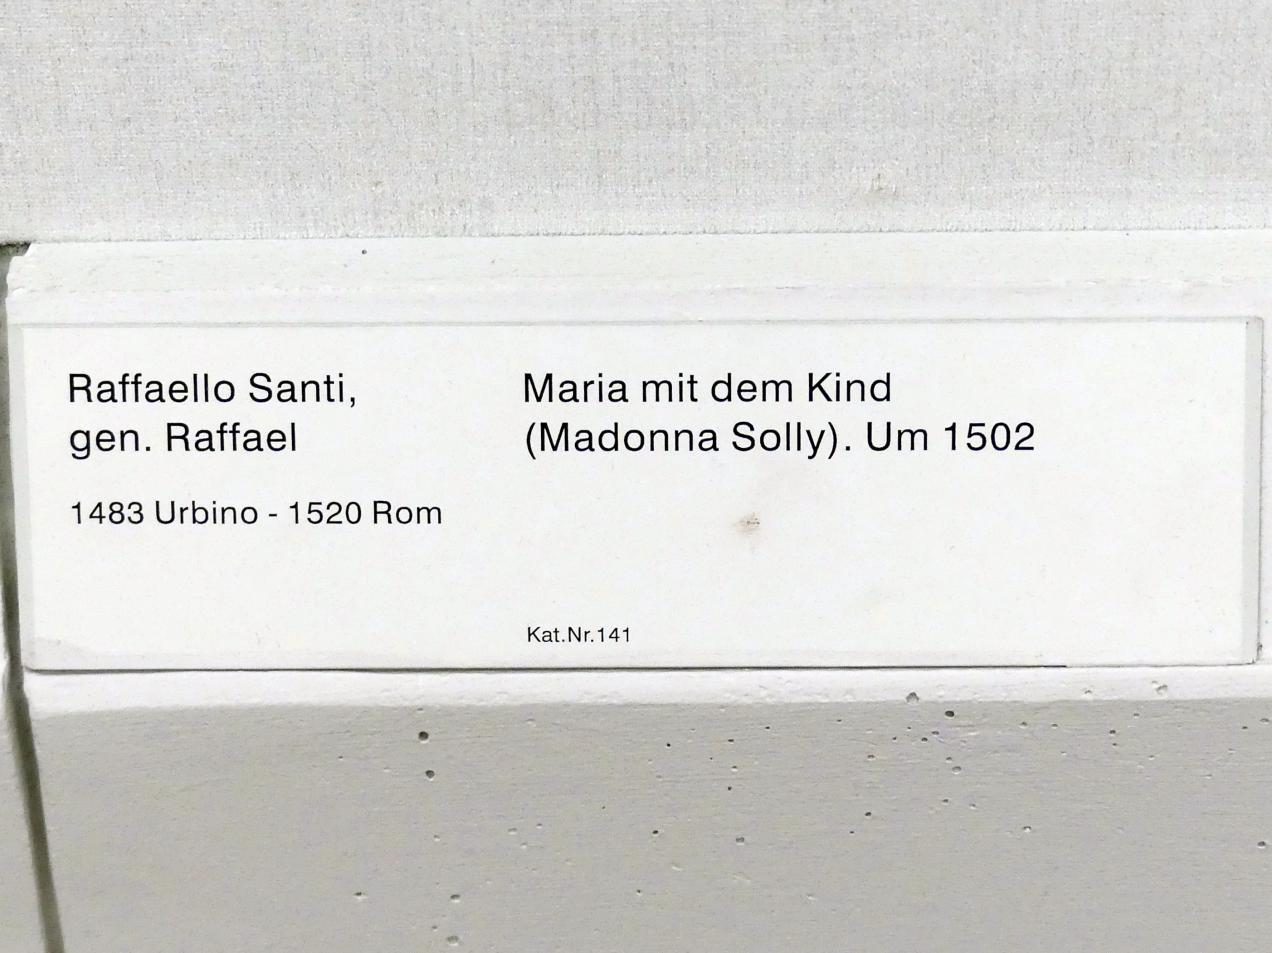 Raffaello Santi,
gen. Raffael
1483 Urbino - 1520 Rom
Maria mit dem Kind
(Madonna Solly). Um 1502
Kat.Nr.141